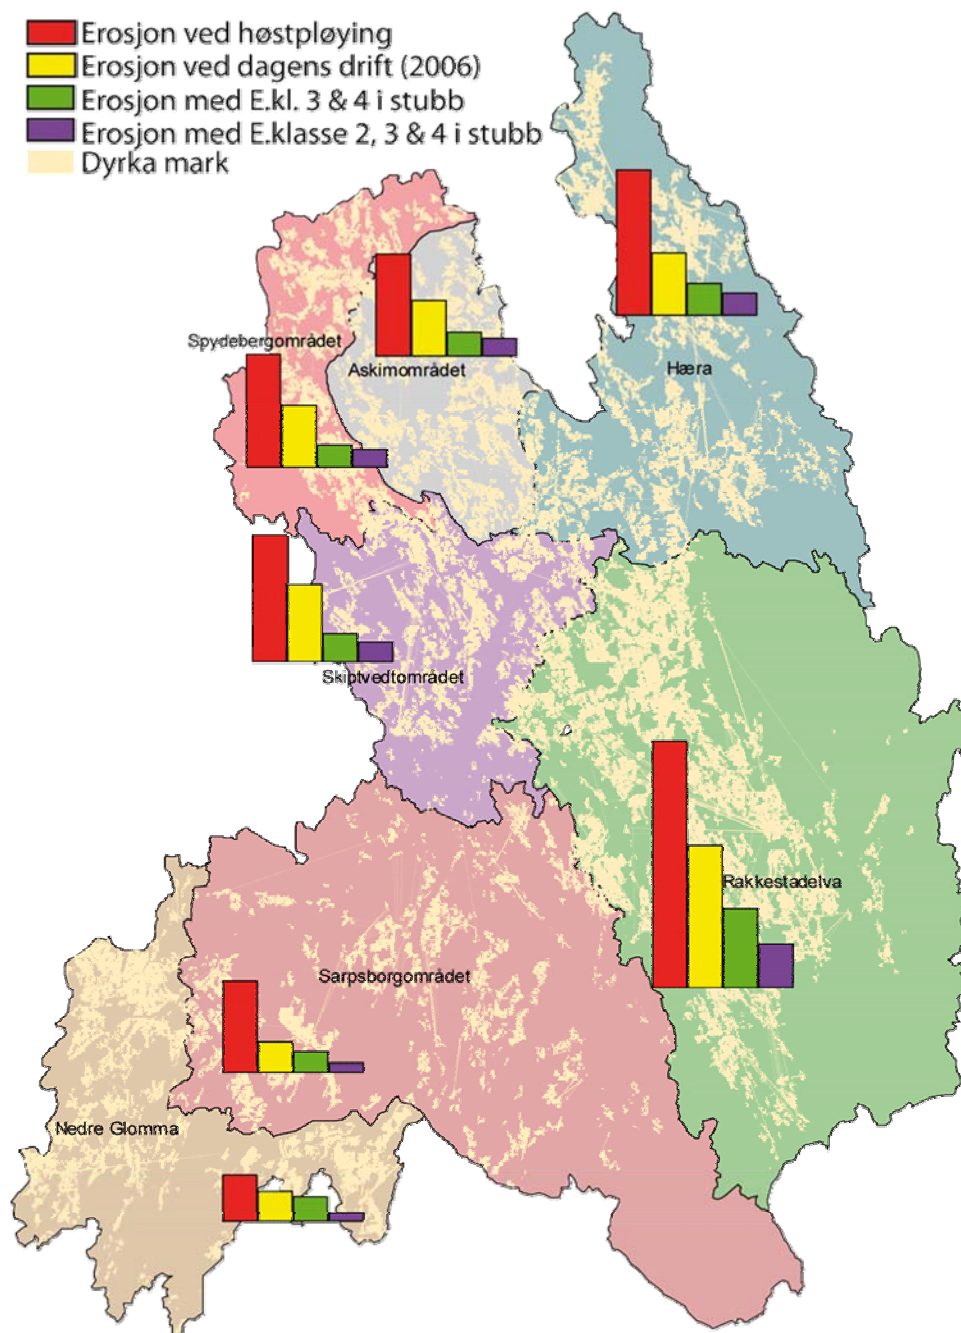 Erosjon ved høstpløying
Erosjon ved dagens drift (2006)
Erosjon med E.kl. 3 & 4 i stubb
Erosjon med E.klasse 2, 3 & 4 i stubb
Dyrka mark
Spydebergområdet
Askimområdet
Hæra
Skiptvedtområdet
Rakkestadelva
Sarpsborgområdet
Nedre Glomma